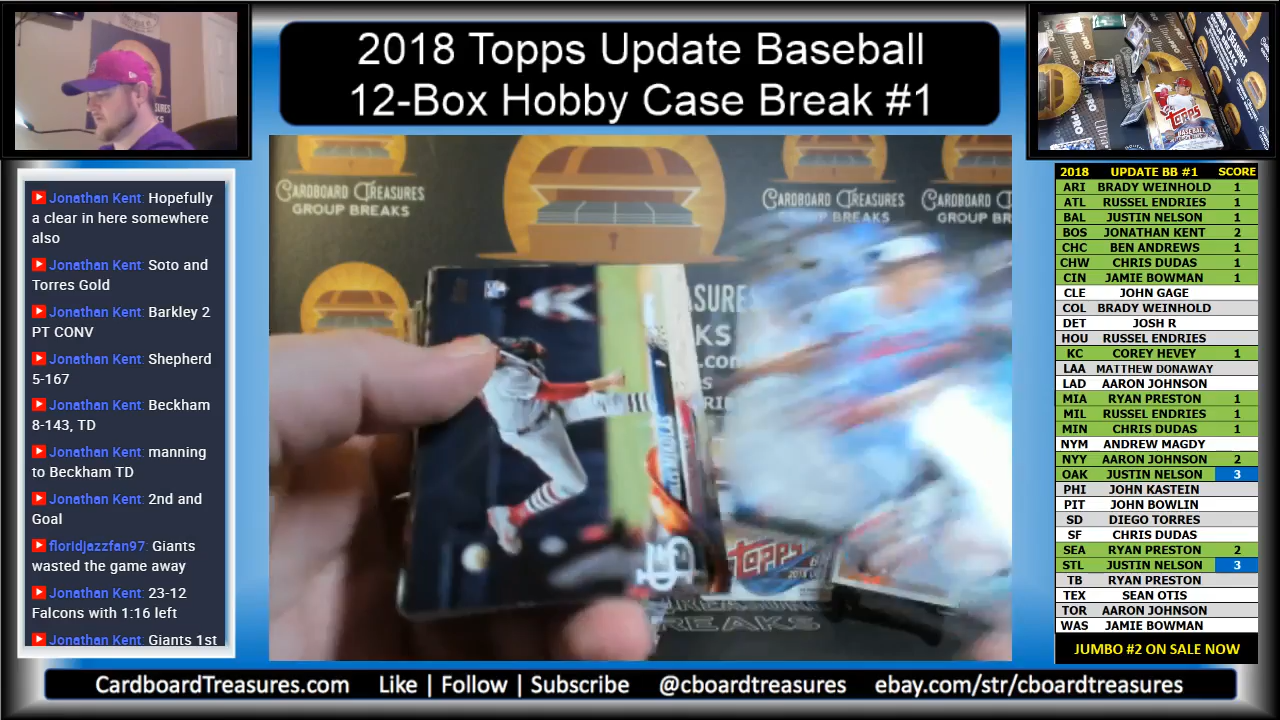 2018 Topps Update Baseball
12-Box Hobby Case Break #1
Jonathan Kent: Hopefully
a clear in here somewhere
also
Jonathan Kent: Soto and
Torres Gold
Jonathan Kent: Barkley 2
PT CONV
Jonathan Kent: Shepherd
5-167
Jonathan Kent: Beckham
8-143, TD
Jonathan Kent: manning
to Beckham TD
Jonathan Kent: 2nd and
Goal
floridjazzfan97: Giants
wasted the game away
Jonathan Kent: 23-12
Falcons with 1:16 left
Jonathan Kent: Giants 1st
CARDBOARD TREASURES
GROUP BREAKS
CARDBOARD TREASURES
GROUP BREAKS
TOPPS
TOPPS
BASEBALL
2018 UPDATE BB #1 SCORE
ARI BRADY WEINHOLD 1
ATL RUSSEL ENDRIES 1
BAL JUSTIN NELSON 1
BOS JONATHAN KENT 2
CHC BEN ANDREWS 1
CHW CHRIS DUDAS 1
CIN JAMIE BOWMAN 1
CLE JOHN GAGE
COL BRADY WEINHOLD
DET JOSH R
HOU RUSSEL ENDRIES
KC COREY HEVEY 1
LAA MATTHEW DONAWAY
LAD AARON JOHNSON
MIA RYAN PRESTON 1
MIL RUSSEL ENDRIES 1
MIN CHRIS DUDAS 1
NYM ANDREW MAGDY
NYY AARON JOHNSON 2
OAK JUSTIN NELSON 3
PHI JOHN KASTEIN
PIT JOHN BOWLIN
SD DIEGO TORRES
SF CHRIS DUDAS
SEA RYAN PRESTON 2
STL JUSTIN NELSON 3
TB RYAN PRESTON
TEX SEAN OTIS
TOR AARON JOHNSON
WAS JAMIE BOWMAN
JUMBO #2 ON SALE NOW
CardboardTreasures.com Like | Follow | Subscribe @cboardtreasures ebay.com/str/cboardtreasures